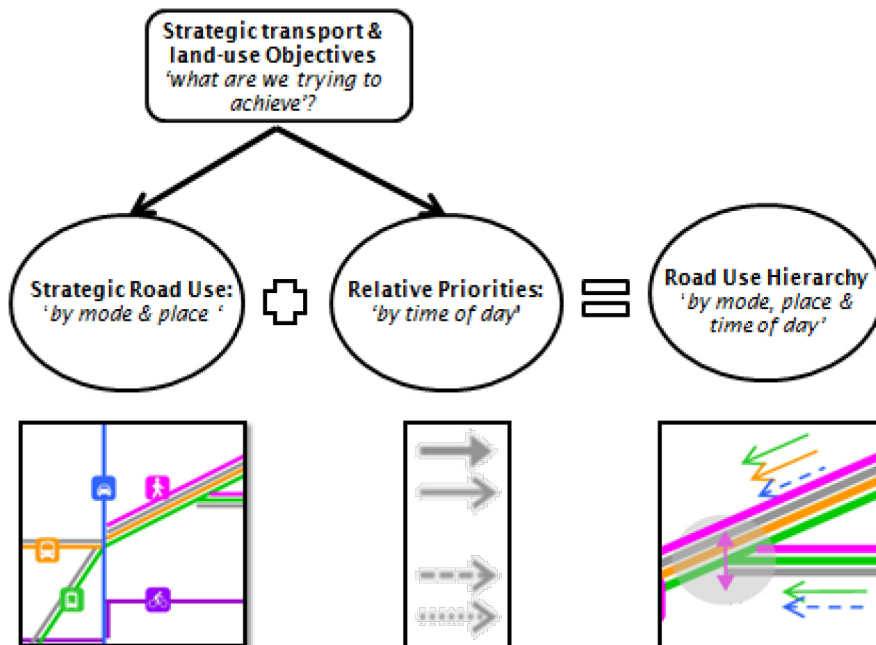 Strategic transport &
land-use Objectives
‘what are we trying to
achieve’?
Strategic Road Use:
‘by mode & place ‘
Relative Priorities:
‘by time of day’
Road Use Hierarchy
‘by mode, place &
time of day’